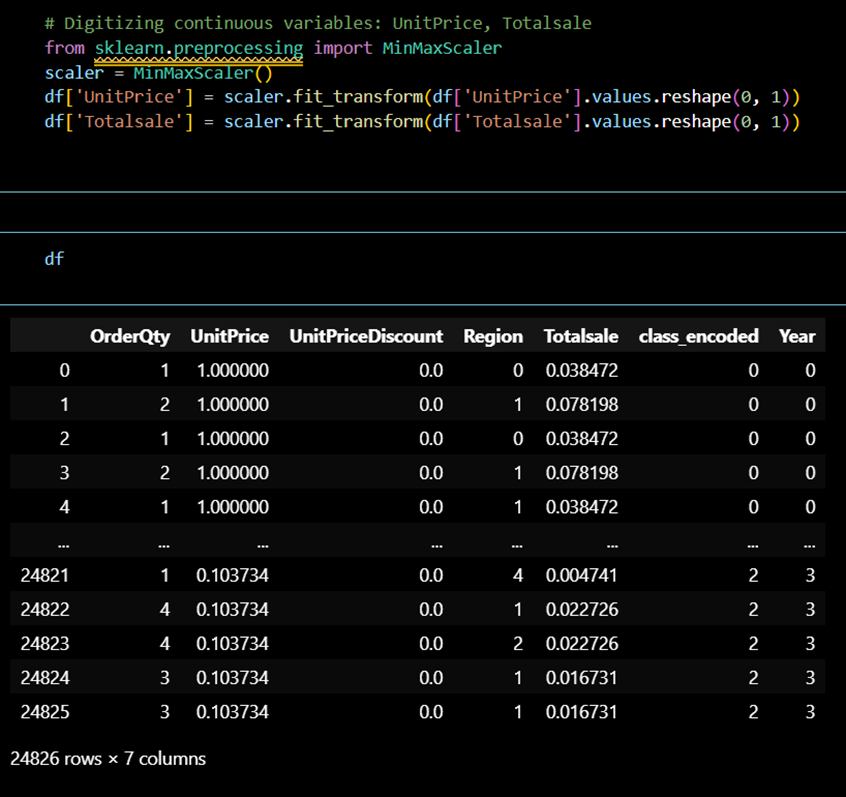 # Digitizing continuous variables: UnitPrice, Totalsale
from sklearn.preprocessing import MinMaxScaler
scaler = MinMaxScaler()
df['UnitPrice'] = scaler.fit_transform(df['UnitPrice'].values.reshape(0, 1))
df['Totalsale'] = scaler.fit_transform(df['Totalsale'].values.reshape(0, 1))
df
OrderQty UnitPrice UnitPriceDiscount Region Totalsale class_encoded Year
0 1 1.000000 0.0 0 0.038472 0 0
1 2 1.000000 0.0 1 0.078198 0 0
2 1 1.000000 0.0 0 0.038472 0 0
3 2 1.000000 0.0 1 0.078198 0 0
4 1 1.000000 0.0 1 0.038472 0 0
... ... ... ... ... ... ... ...
24821 1 0.103734 0.0 4 0.004741 2 3
24822 4 0.103734 0.0 1 0.022726 2 3
24823 4 0.103734 0.0 2 0.022726 2 3
24824 3 0.103734 0.0 1 0.016731 2 3
24825 3 0.103734 0.0 1 0.016731 2 3
24826 rows × 7 columns